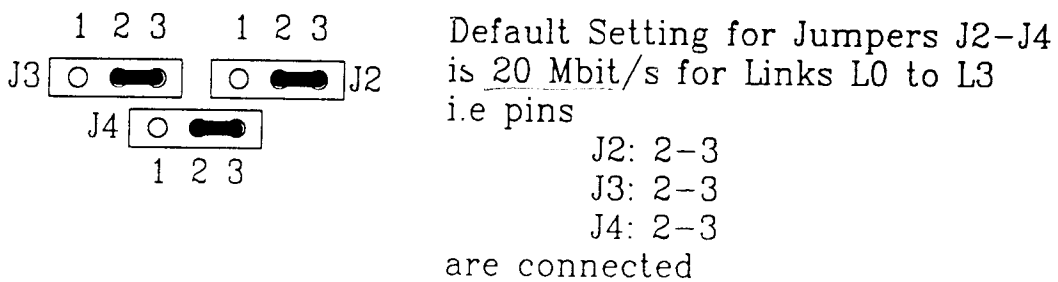 1 2 3 1 2 3
J3 J2
J4
1 2 3
Default Setting for Jumpers J2-J4
is 20 Mbit/s for Links L0 to L3
i.e pins
J2: 2-3
J3: 2-3
J4: 2-3
are connected